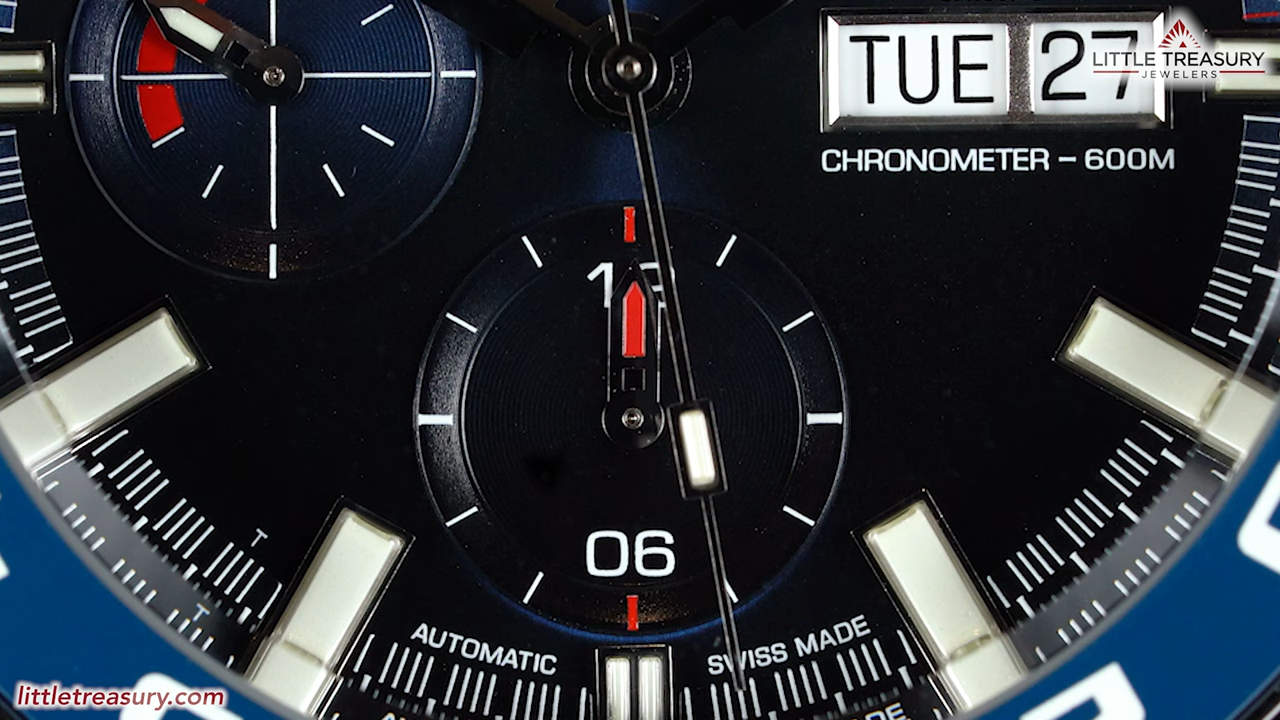 TUE 27
LITTLE TREASURY
JEWELERS
CHRONOMETER – 600M
06
AUTOMATIC
SWISS MADE
T
T
littletreasury.com